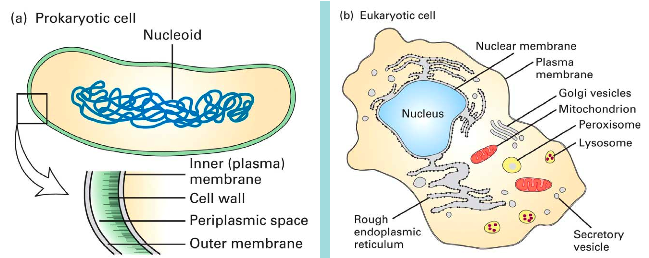 (a) Prokaryotic cell
Nucleoid
Inner (plasma)
membrane
Cell wall
Periplasmic space
Outer membrane
(b) Eukaryotic cell
Nuclear membrane
Plasma
membrane
Golgi vesicles
Mitochondrion
Peroxisome
Lysosome
Nucleus
Rough
endoplasmic
reticulum
Secretory
vesicle